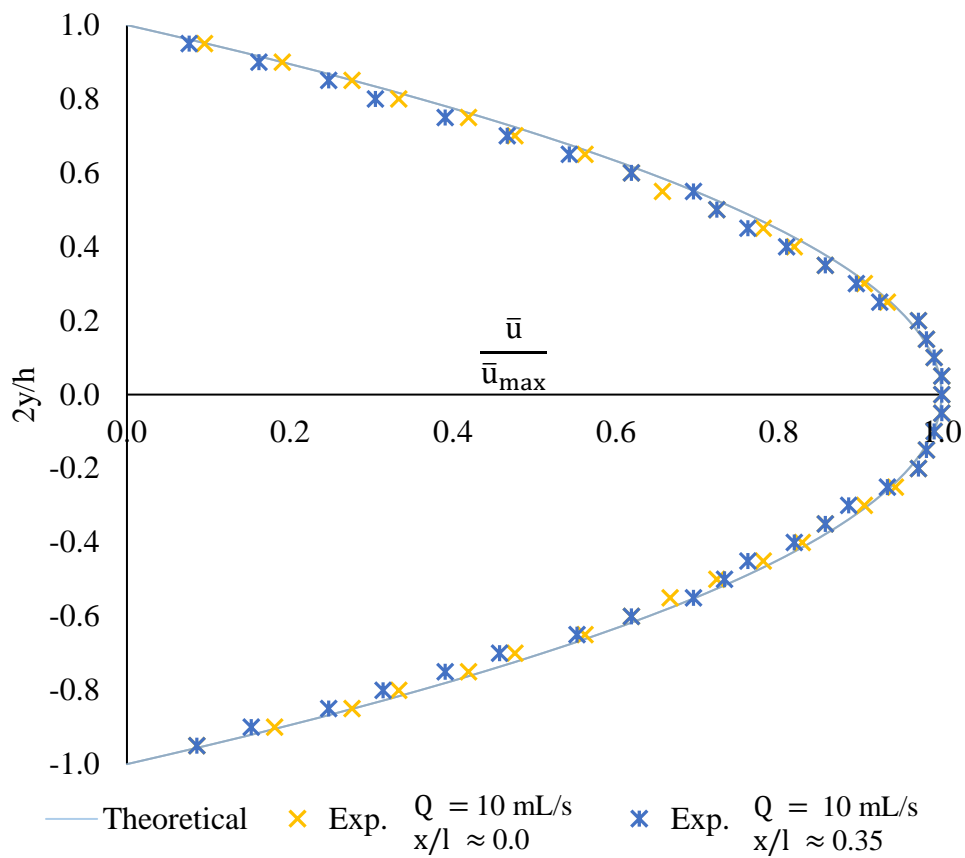 1.0
0.8
0.6
0.4
0.2
0.0
-0.2
-0.4
-0.6
-0.8
-1.0
2y/h
ū
ūmax
0.0 0.2 0.4 0.6 0.8 1.0
Theoretical
Exp. Q = 10 mL/s
x/l ≈ 0.0
Exp. Q = 10 mL/s
x/l ≈ 0.35